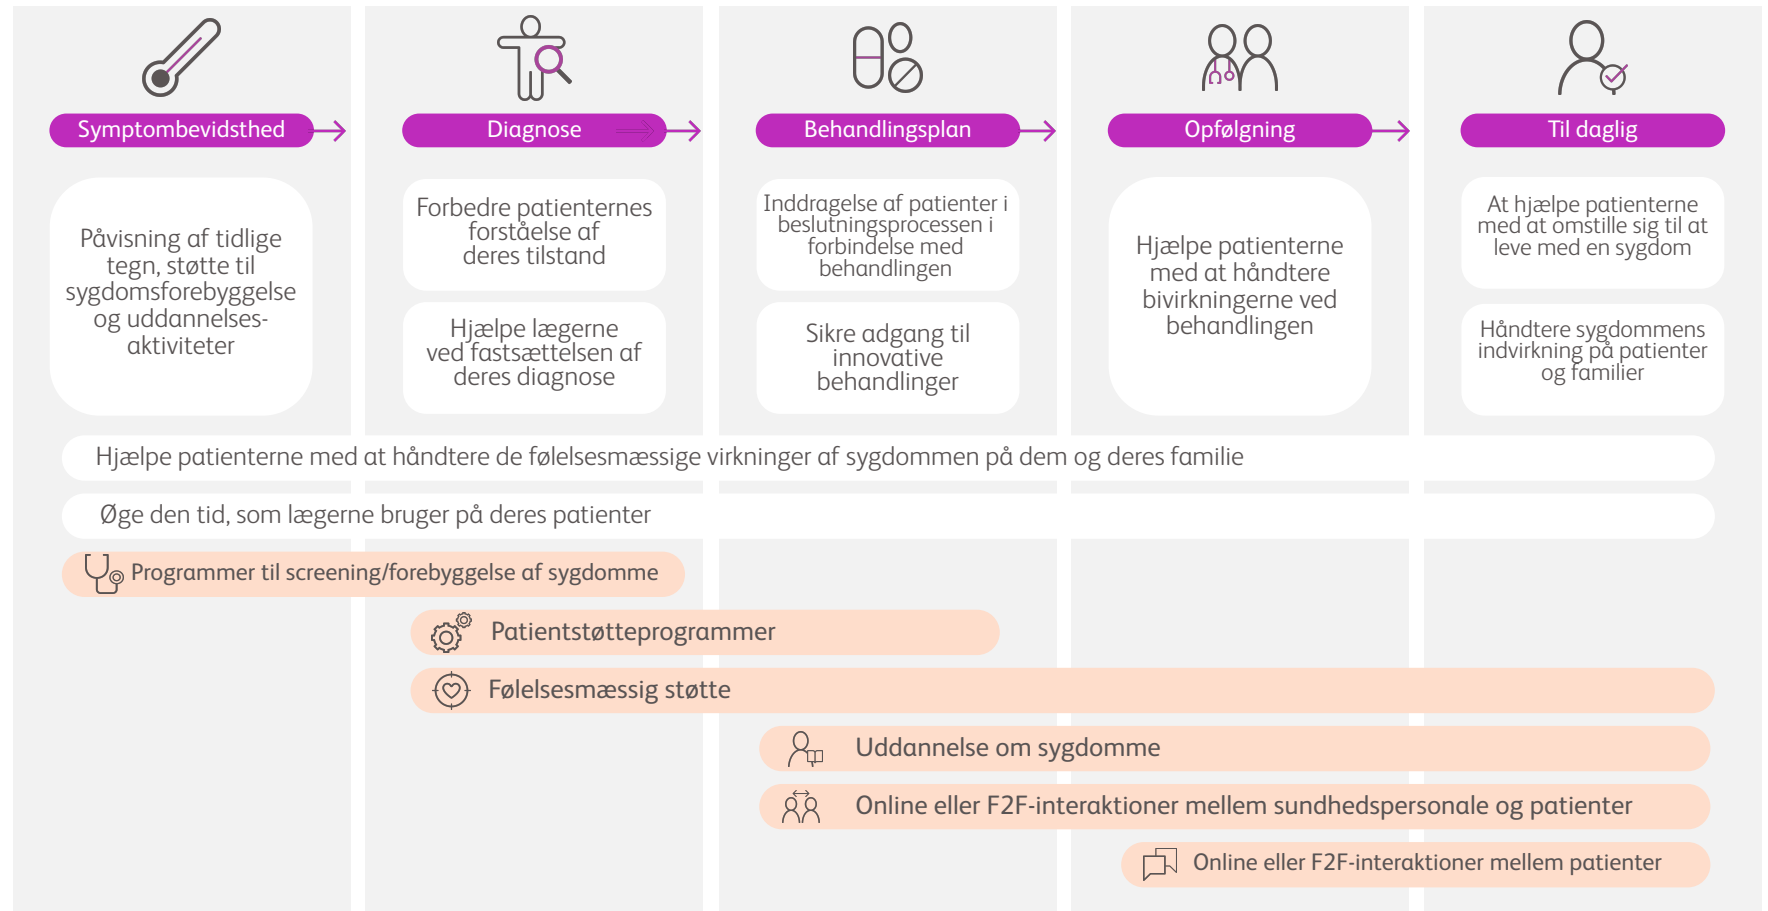 Symptombevidsthed
Diagnose
Behandlingsplan
Opfølgning
Til daglig
Påvisning af tidlige
tegn, støtte til
sygdomsforebyggelse
og uddannelses-
aktiviteter
Forbedre patienternes
forståelse af
deres tilstand
Hjælpe lægerne
ved fastsættelsen af
deres diagnose
Inddragelse af patienter i
beslutningsprocessen i
forbindelse med
behandlingen
Sikre adgang til
innovative
behandlinger
Hjælpe patienterne
med at håndtere
bivirkningerne ved
behandlingen
At hjælpe patienterne
med at omstille sig til at
leve med en sygdom
Håndtere sygdommens
indvirkning på patienter
og familier
Hjælpe patienterne med at håndtere de følelsesmæssige virkninger af sygdommen på dem og deres familie
Øge den tid, som lægerne bruger på deres patienter
Programmer til screening/forebyggelse af sygdomme
Patientstøtteprogrammer
Følelsesmæssig støtte
Uddannelse om sygdomme
Online eller F2F-interaktioner mellem sundhedspersonale og patienter
Online eller F2F-interaktioner mellem patienter